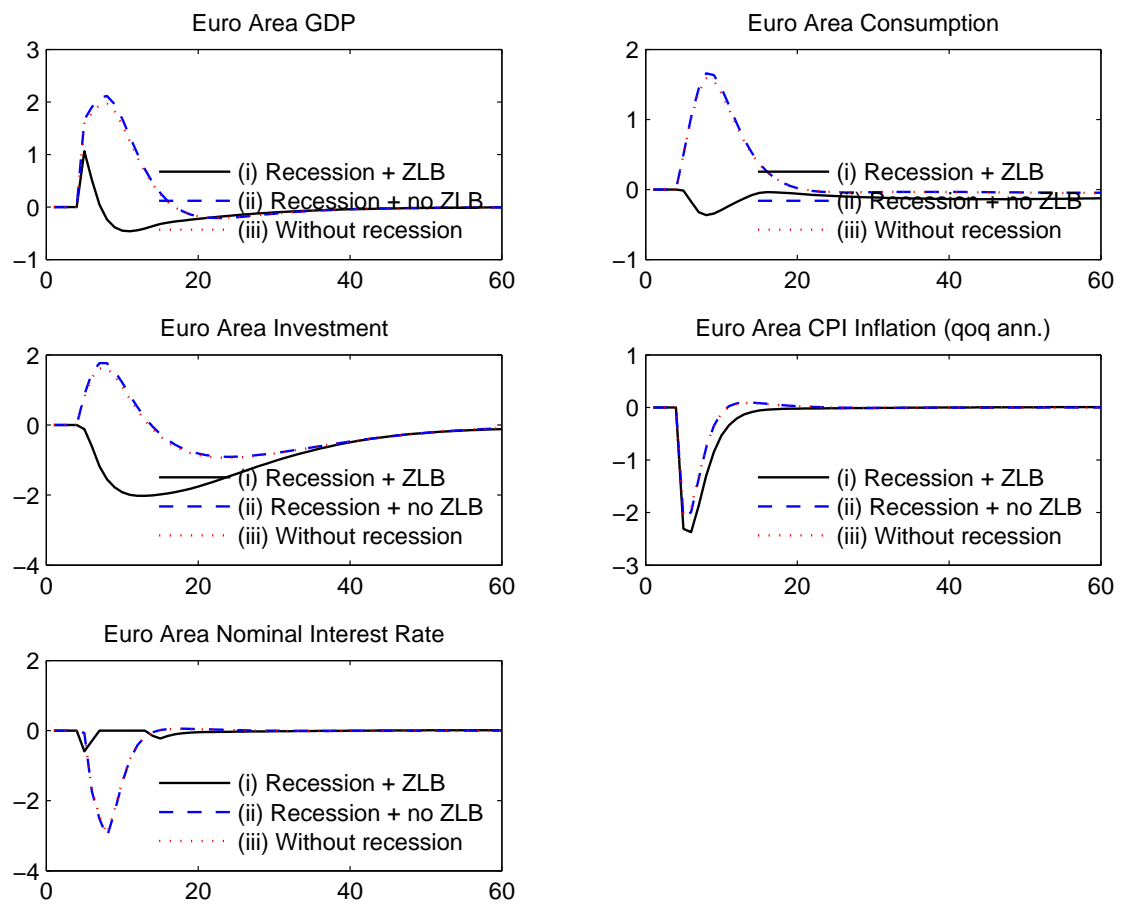 Euro Area GDP
3
2
1
0
−1
0 20 40 60
(i) Recession + ZLB
(ii) Recession + no ZLB
(iii) Without recession
Euro Area Consumption
2
1
0
−1
0 20 40 60
(i) Recession + ZLB
(ii) Recession + no ZLB
(iii) Without recession
Euro Area Investment
2
0
−2
−4
0 20 40 60
(i) Recession + ZLB
(ii) Recession + no ZLB
(iii) Without recession
Euro Area CPI Inflation (qoq ann.)
1
0
−1
−2
−3
0 20 40 60
(i) Recession + ZLB
(ii) Recession + no ZLB
(iii) Without recession
Euro Area Nominal Interest Rate
2
0
−2
−4
0 20 40 60
(i) Recession + ZLB
(ii) Recession + no ZLB
(iii) Without recession